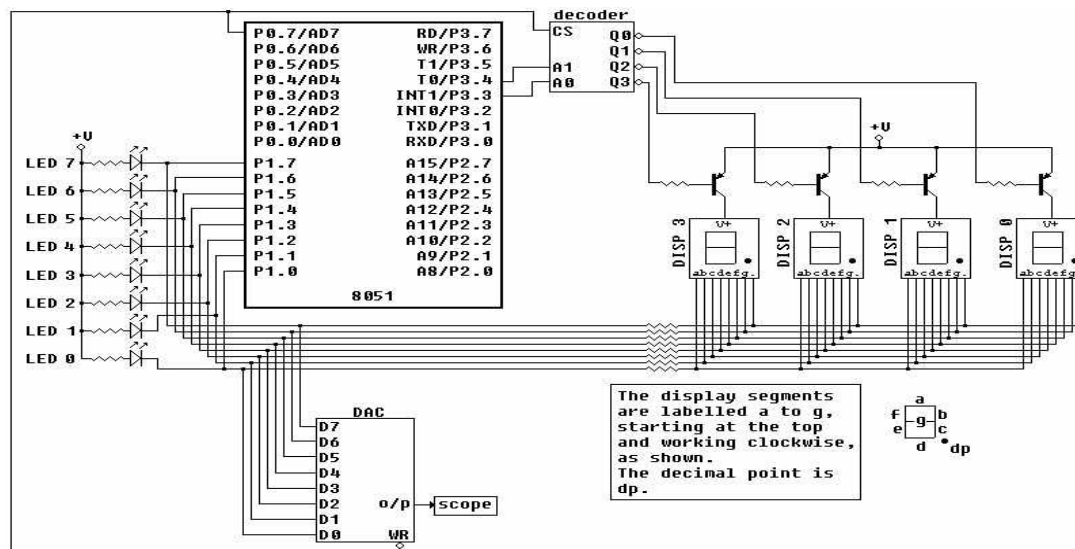 decoder
CS
A1
A0
Q0
Q1
Q2
Q3
P0.7/AD7 RD/P3.7
P0.6/AD6 WR/P3.6
P0.5/AD5 T1/P3.5
P0.4/AD4 T0/P3.4
P0.3/AD3 INT1/P3.3
P0.2/AD2 INT0/P3.2
P0.1/AD1 TXD/P3.1
P0.0/AD0 RXD/P3.0
P1.7 A15/P2.7
P1.6 A14/P2.6
P1.5 A13/P2.5
P1.4 A12/P2.4
P1.3 A11/P2.3
P1.2 A10/P2.2
P1.1 A9/P2.1
P1.0 A8/P2.0
8051
+V
LED 7
LED 6
LED 5
LED 4
LED 3
LED 2
LED 1
LED 0
+V
DISP 3
V+
abcdefg.
DISP 2
V+
abcdefg.
DISP 1
V+
abcdefg.
DISP 0
V+
abcdefg.
DAC
D7
D6
D5
D4
D3
D2
D1
D0
o/p
WR
scope
The display segments
are labelled a to g,
starting at the top
and working clockwise,
as shown.
The decimal point is
dp.
a
f b
g
e c
d dp